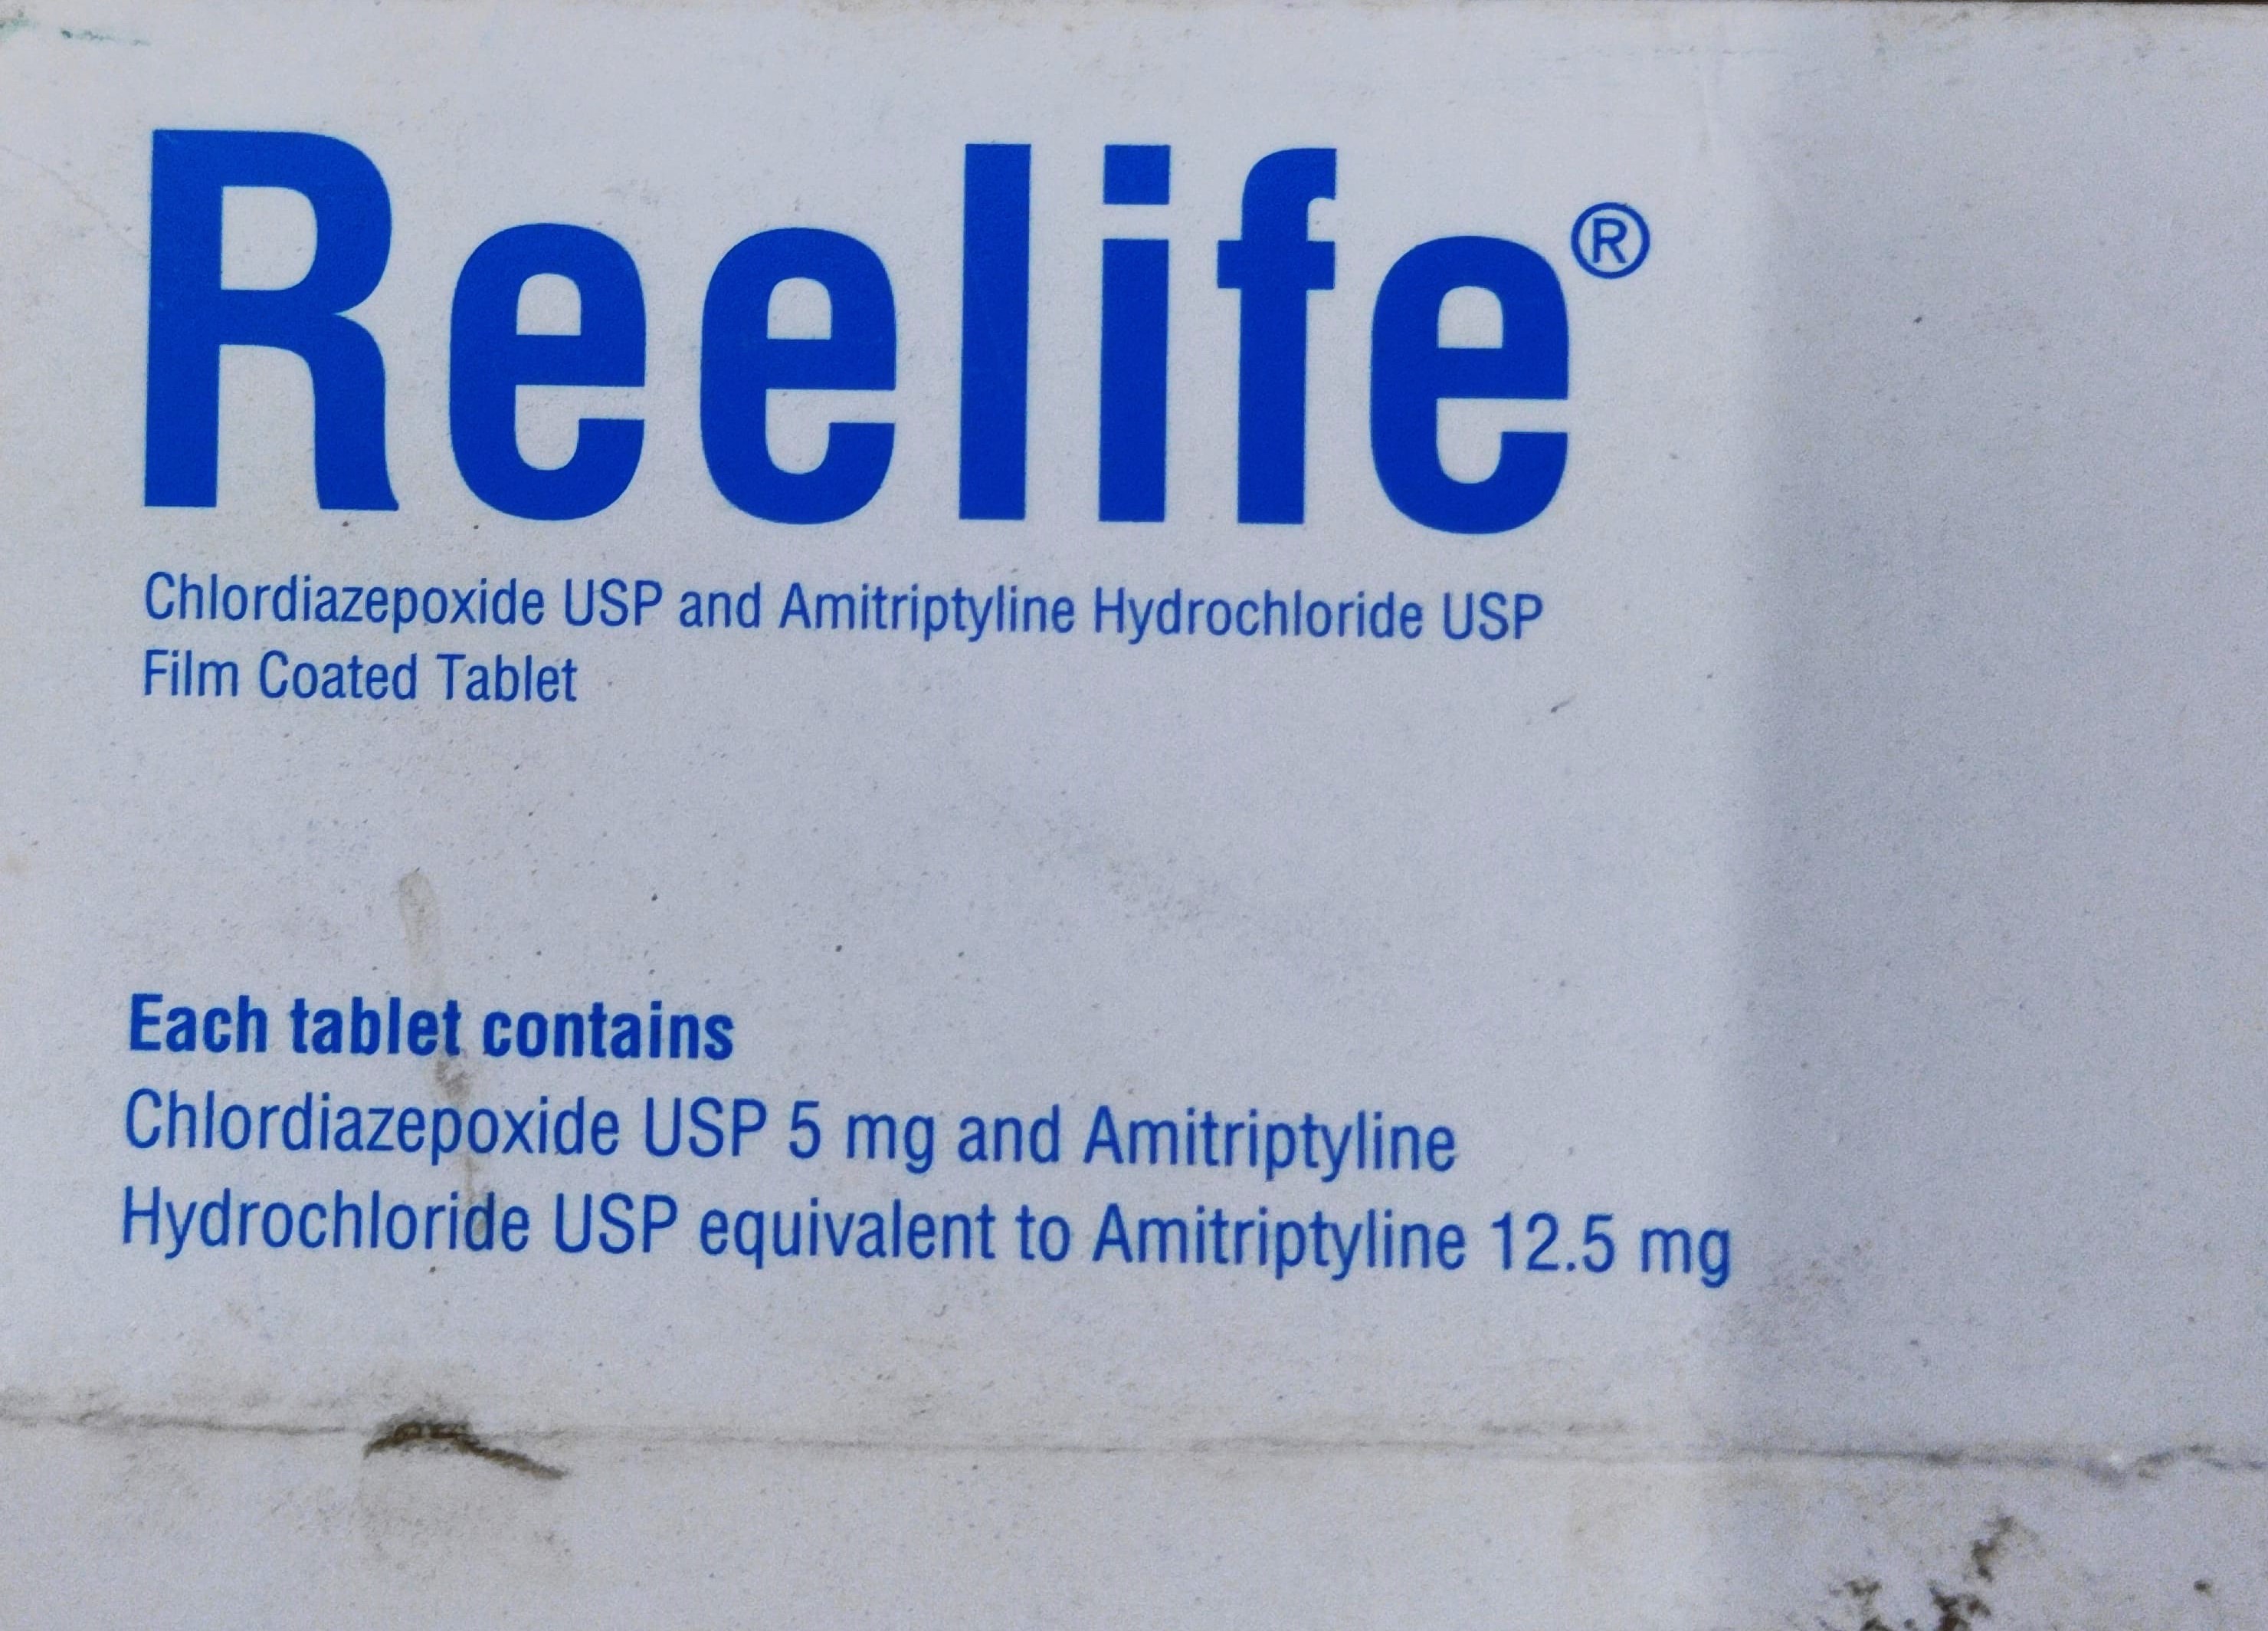 Reelife®
Chlordiazepoxide USP and Amitriptyline Hydrochloride USP
Film Coated Tablet
Each tablet contains
Chlordiazepoxide USP 5 mg and Amitriptyline
Hydrochloride USP equivalent to Amitriptyline 12.5 mg